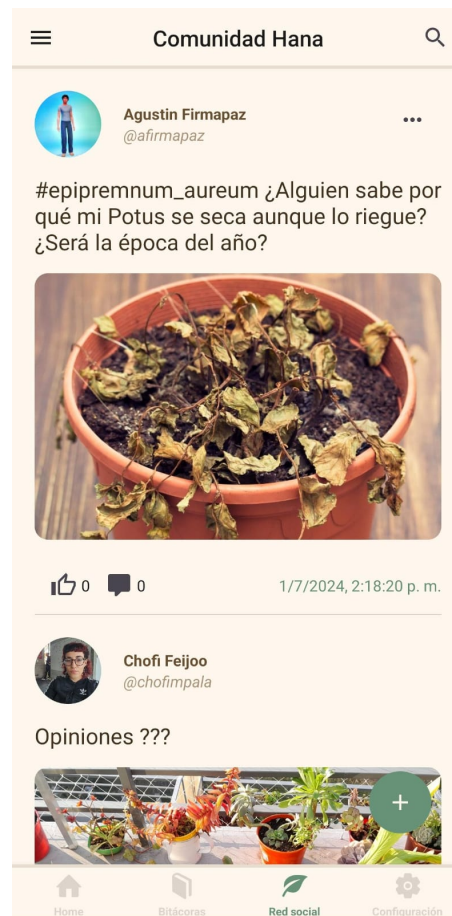 Comunidad Hana
Agustin Firmapaz
@afirmapaz
#epipremnum_aureum ¿Alguien sabe por
qué mi Potus se seca aunque lo riegue?
¿Será la época del año?
0 0 1/7/2024, 2:18:20 p. m.
Chofi Feijoo
@chofimpala
Opiniones ???
Home Bitácoras Red social Configuración